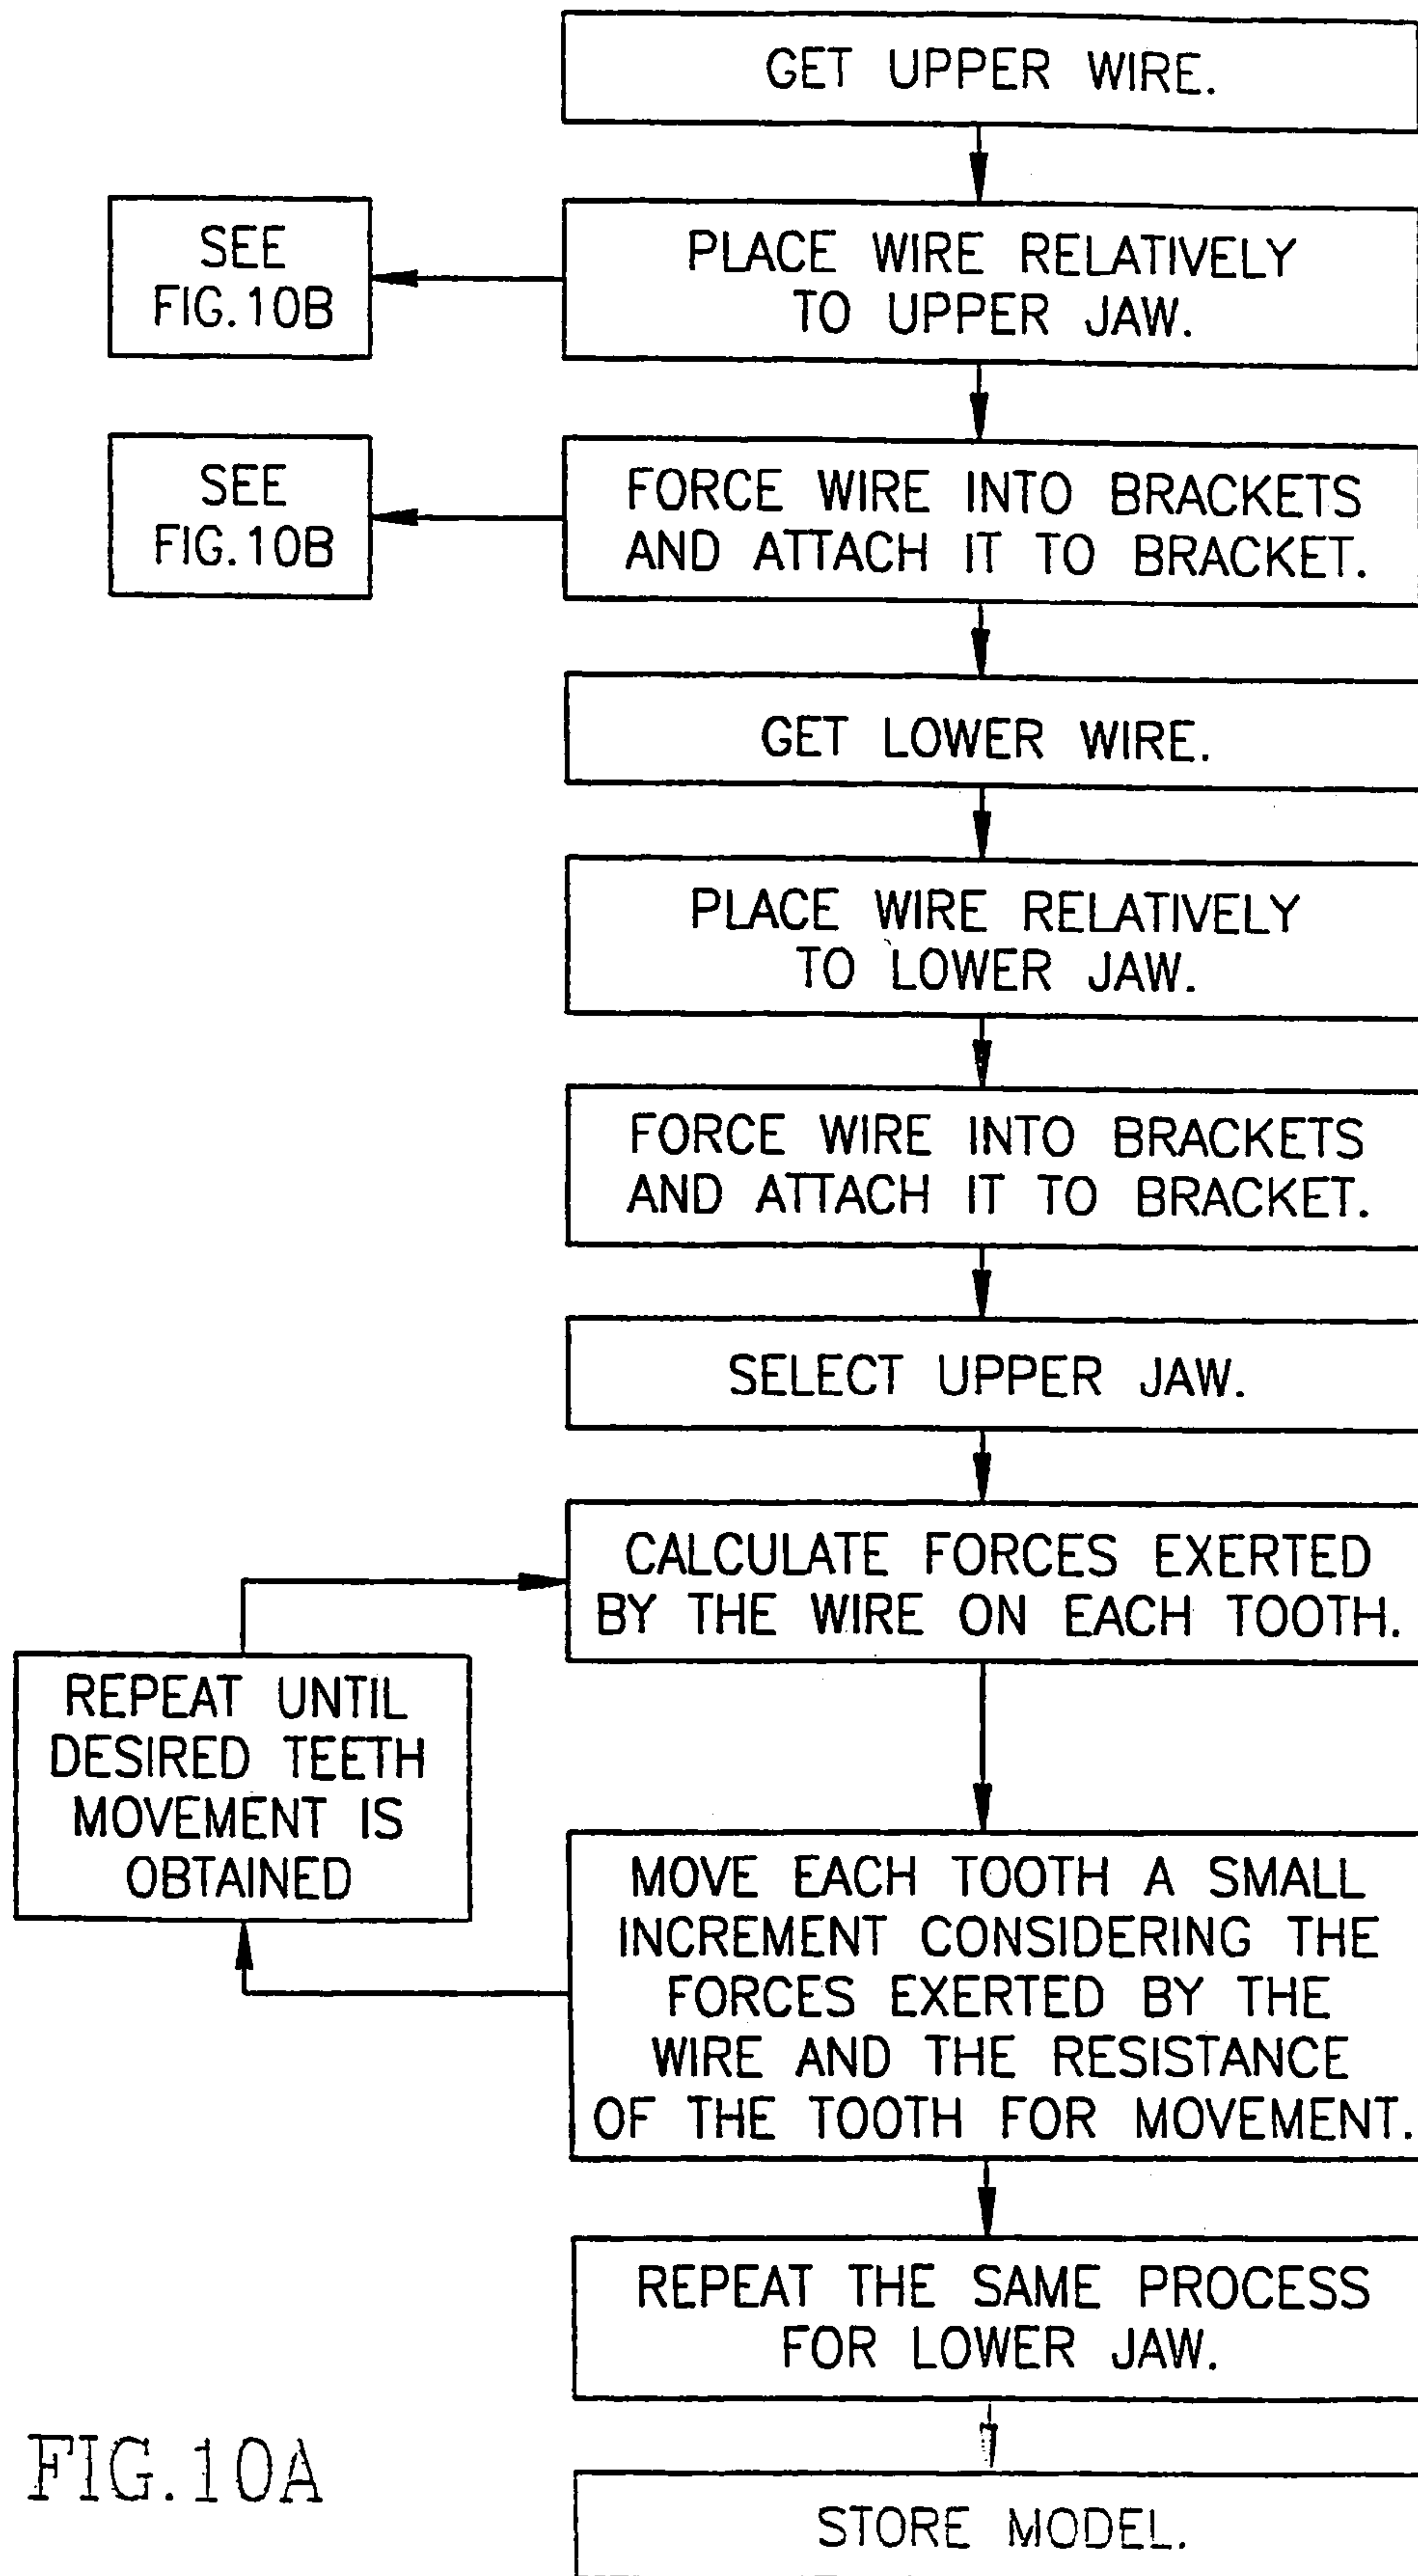 GET UPPER WIRE.
SEE
FIG.10B
PLACE WIRE RELATIVELY
TO UPPER JAW.
SEE
FIG.10B
FORCE WIRE INTO BRACKETS
AND ATTACH IT TO BRACKET.
GET LOWER WIRE.
PLACE WIRE RELATIVELY
TO LOWER JAW.
FORCE WIRE INTO BRACKETS
AND ATTACH IT TO BRACKET.
SELECT UPPER JAW.
CALCULATE FORCES EXERTED
BY THE WIRE ON EACH TOOTH.
REPEAT UNTIL
DESIRED TEETH
MOVEMENT IS
OBTAINED
MOVE EACH TOOTH A SMALL
INCREMENT CONSIDERING THE
FORCES EXERTED BY THE
WIRE AND THE RESISTANCE
OF THE TOOTH FOR MOVEMENT.
REPEAT THE SAME PROCESS
FOR LOWER JAW.
STORE MODEL.
FIG.10A